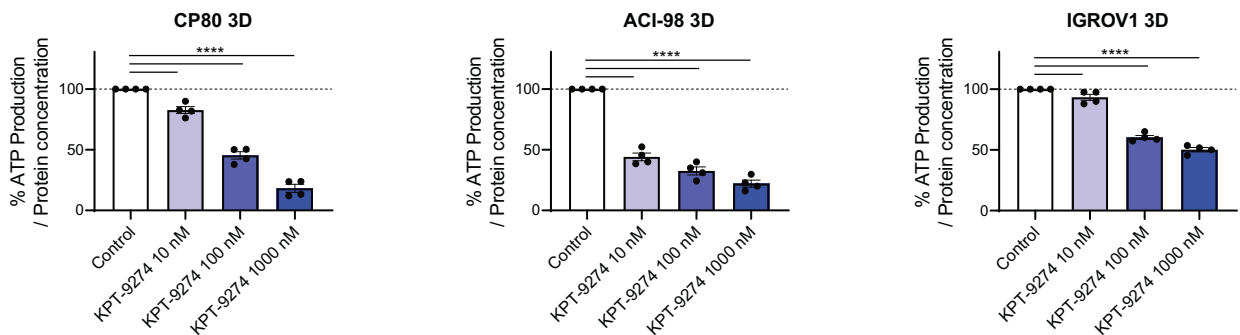 CP80 3D
% ATP Production
/ Protein concentration
100
50
0
****
Control
KPT-9274 10 nM
KPT-9274 100 nM
KPT-9274 1000 nM
ACI-98 3D
% ATP Production
/ Protein concentration
100
50
0
****
Control
KPT-9274 10 nM
KPT-9274 100 nM
KPT-9274 1000 nM
IGROV1 3D
% ATP Production
/ Protein concentration
100
50
0
****
Control
KPT-9274 10 nM
KPT-9274 100 nM
KPT-9274 1000 nM